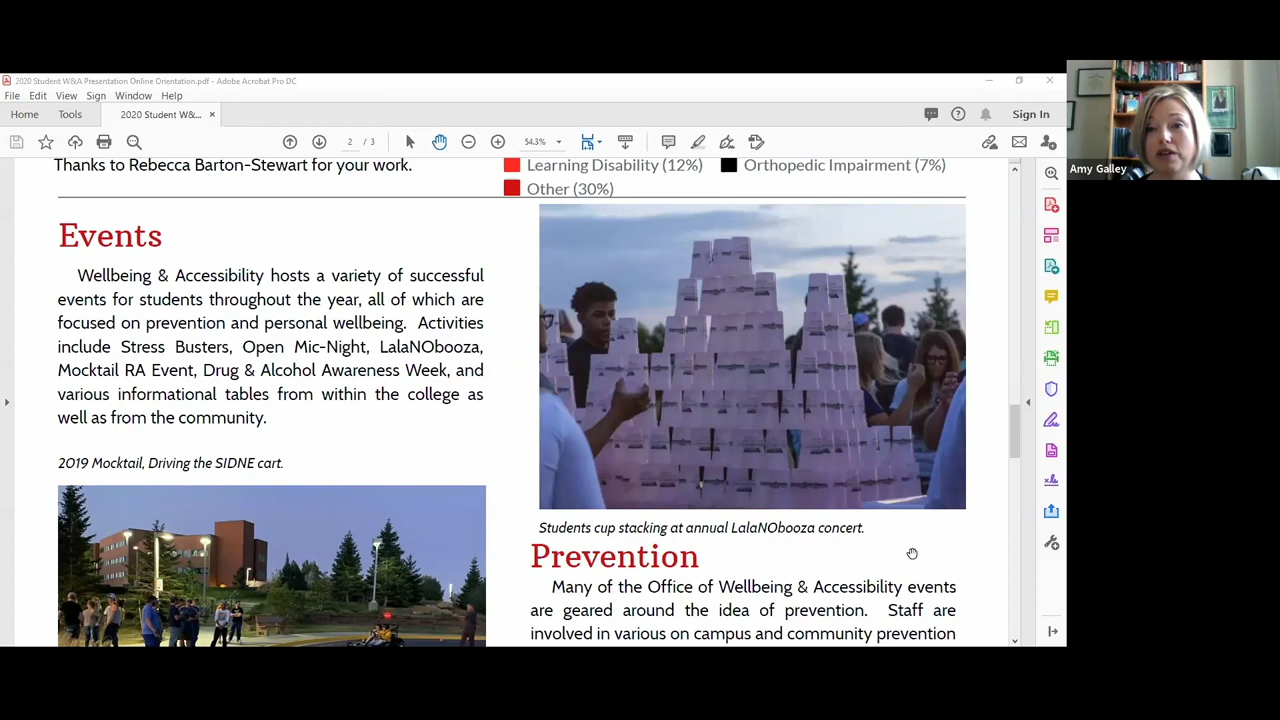 2020 Student W&A Presentation Online Orientation.pdf - Adobe Acrobat Pro DC
File Edit View Sign Window Help
Home Tools 2020 Student W&... × Sign In
2 / 3 54.3%
Amy Galley
Thanks to Rebecca Barton-Stewart for your work.
Learning Disability (12%) Orthopedic Impairment (7%)
Other (30%)
Events
Wellbeing & Accessibility hosts a variety of successful
events for students throughout the year, all of which are
focused on prevention and personal wellbeing. Activities
include Stress Busters, Open Mic-Night, LalaNObooza,
Mocktail RA Event, Drug & Alcohol Awareness Week, and
various informational tables from within the college as
well as from the community.
2019 Mocktail, Driving the SIDNE cart.
Students cup stacking at annual LalaNObooza concert.
Prevention
Many of the Office of Wellbeing & Accessibility events
are geared around the idea of prevention. Staff are
involved in various on campus and community prevention